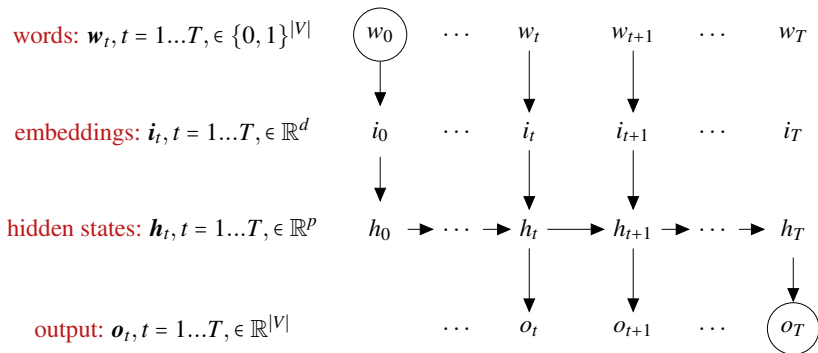 words: w_t, t = 1...T, ∈ {0, 1}^|V| w_0 ··· w_t w_{t+1} ··· w_T
embeddings: i_t, t = 1...T, ∈ ℝ^d i_0 ··· i_t i_{t+1} ··· i_T
hidden states: h_t, t = 1...T, ∈ ℝ^p h_0 ··· h_t h_{t+1} ··· h_T
output: o_t, t = 1...T, ∈ ℝ^|V| ··· o_t o_{t+1} ··· o_T